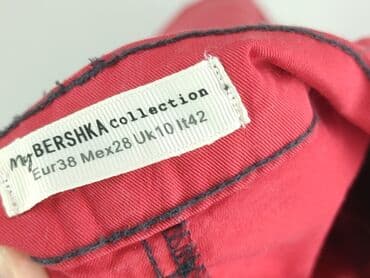 my BERSHKA collection
Eur38 Mex28 Uk10 It42